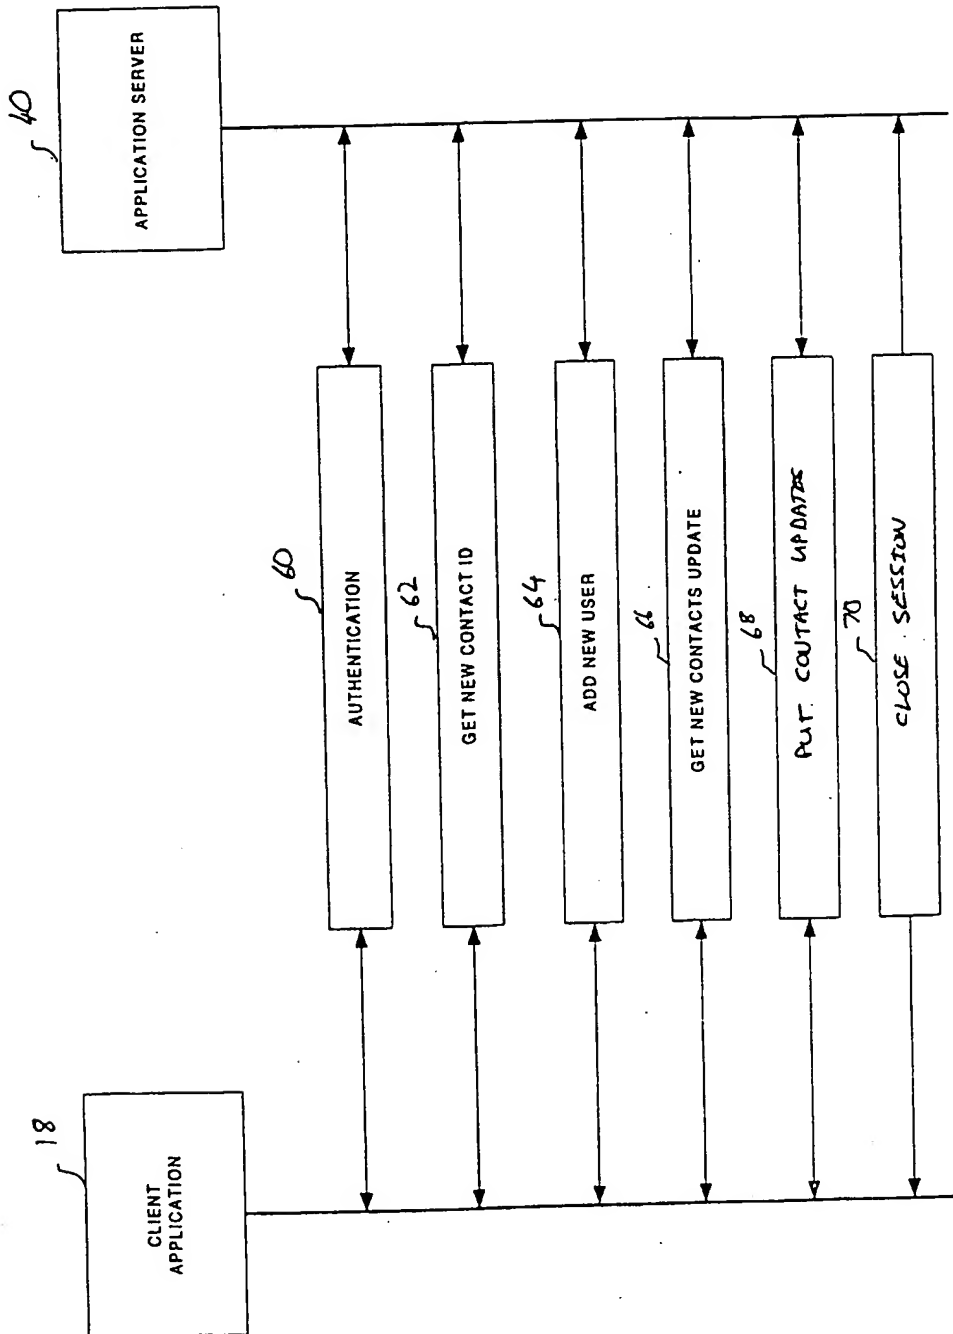 18
CLIENT
APPLICATION
40
APPLICATION SERVER
60
AUTHENTICATION
62
GET NEW CONTACT ID
64
ADD NEW USER
66
GET NEW CONTACTS UPDATE
68
PUT CONTACT UPDATES
70
CLOSE SESSION